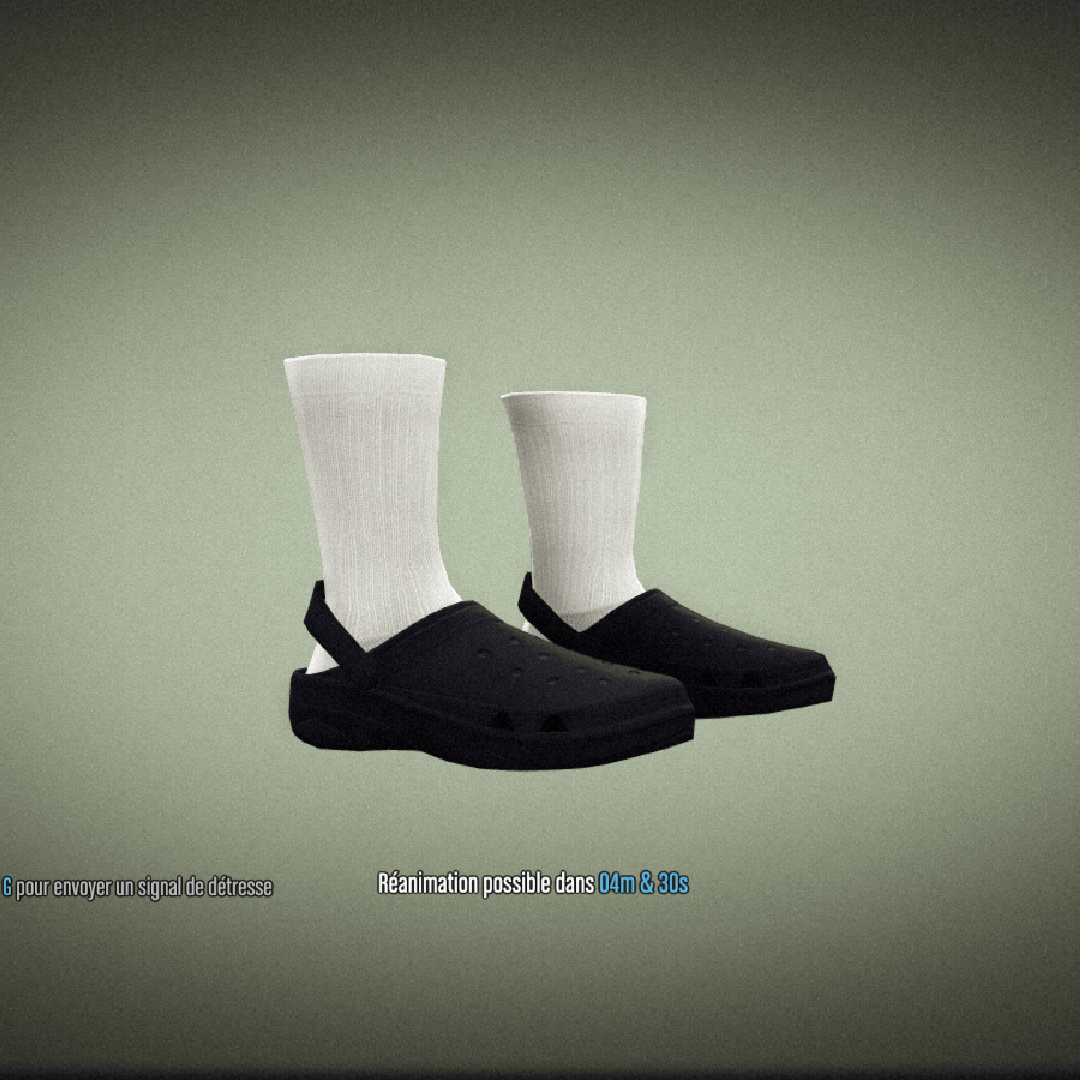 G pour envoyer un signal de détresse
Réanimation possible dans 04m & 30s